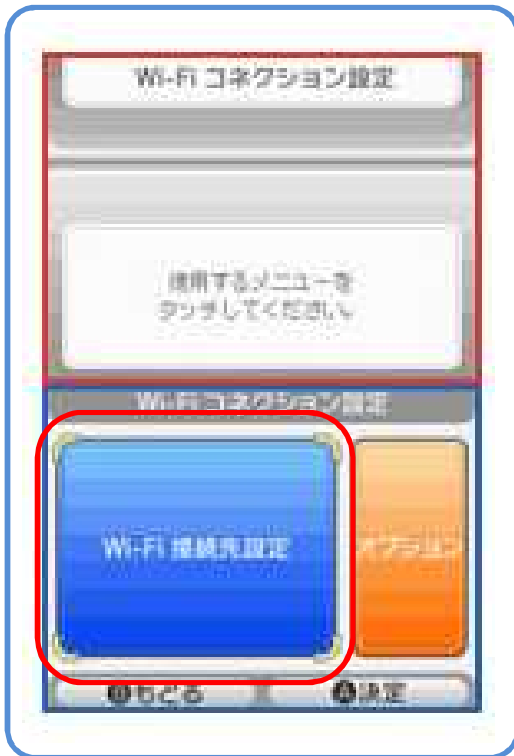 Wi-Fi コネクション設定
使用するメニューを
タッチしてください。
Wi-Fi コネクション設定
Wi-Fi 接続先設定
オプション
Ⓑもどる
Ⓐ決定